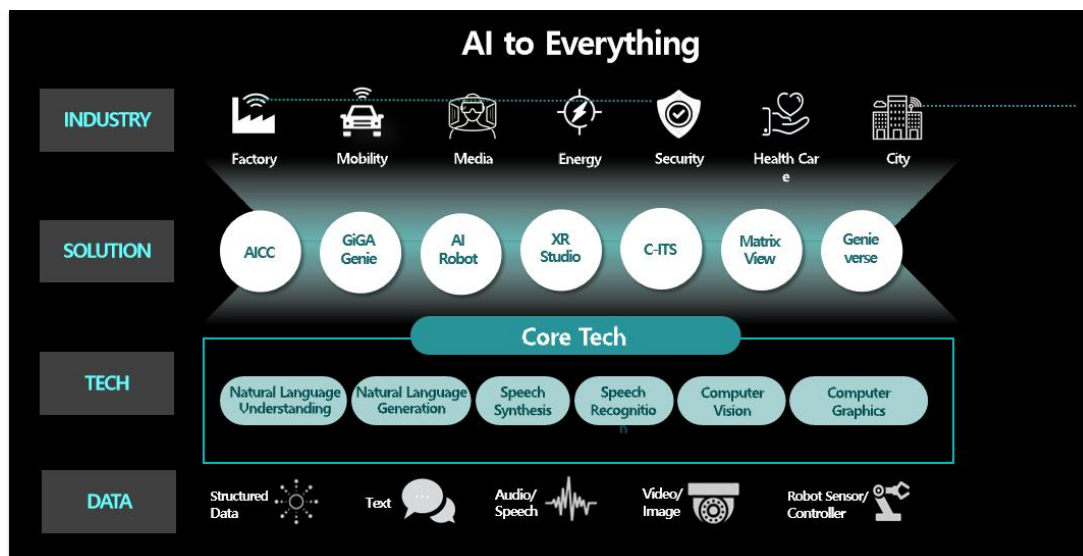 AI to Everything
INDUSTRY
Factory
Mobility
Media
Energy
Security
Health Car
e
City
SOLUTION
AICC
GiGA
Genie
AI
Robot
XR
Studio
C-ITS
Matrix
View
Genie
verse
Core Tech
TECH
Natural Language
Understanding
Natural Language
Generation
Speech
Synthesis
Speech
Recognitio
n
Computer
Vision
Computer
Graphics
DATA
Structured
Data
Text
Audio/
Speech
Video/
Image
Robot Sensor/
Controller